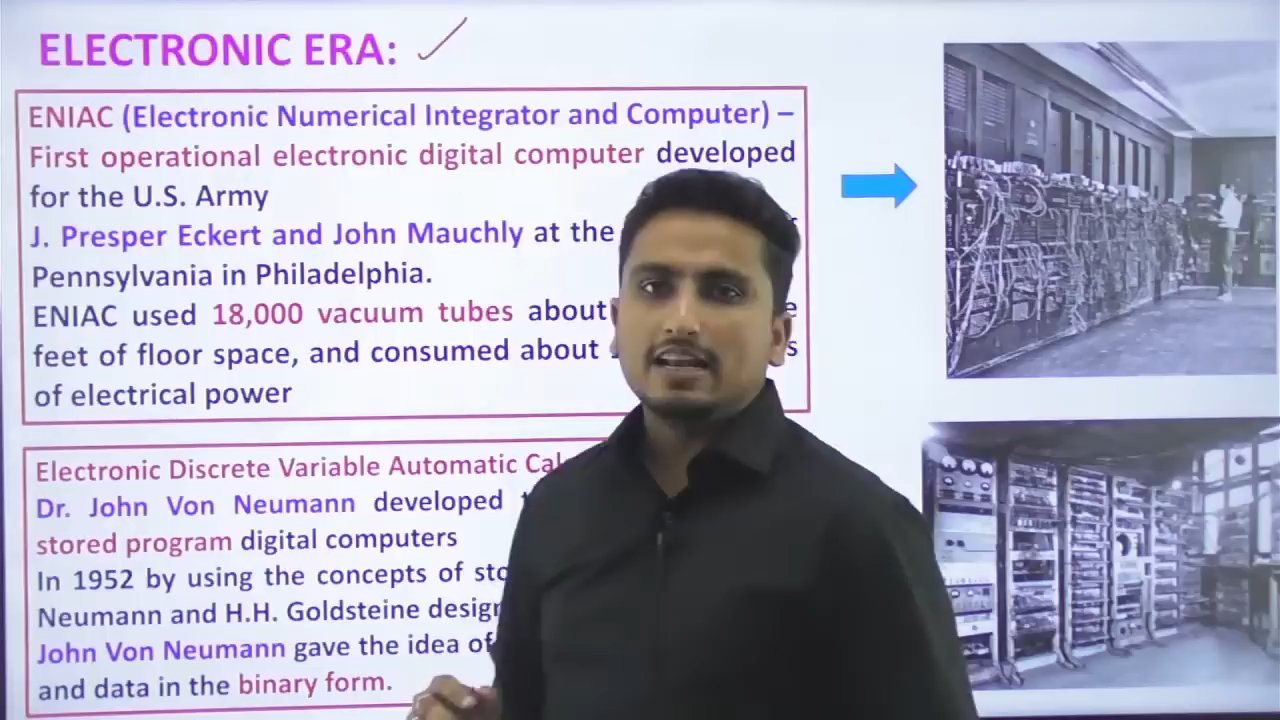 ELECTRONIC ERA:
ENIAC (Electronic Numerical Integrator and Computer) –
First operational electronic digital computer developed
for the U.S. Army
J. Presper Eckert and John Mauchly at the
Pennsylvania in Philadelphia.
ENIAC used 18,000 vacuum tubes about
feet of floor space, and consumed about
of electrical power
Electronic Discrete Variable Automatic
Dr. John Von Neumann developed
stored program digital computers
In 1952 by using the concepts of
Neumann and H.H. Goldsteine
John Von Neumann gave the idea of
and data in the binary form.